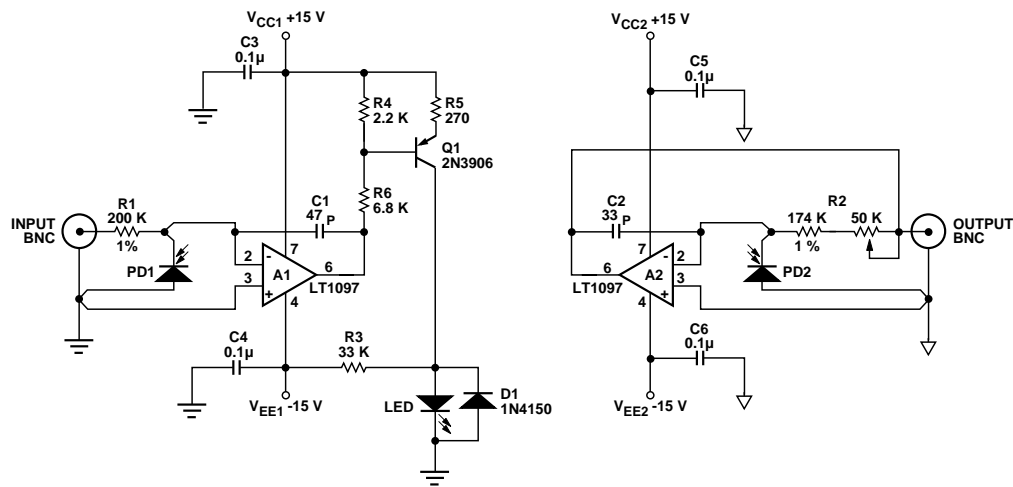 VCC1 +15 V
C3
0.1µ
R4
2.2 K
R5
270
Q1
2N3906
R6
6.8 K
C1
47 P
INPUT
BNC
R1
200 K
1%
PD1
2
3
-
+
A1
7
4
6
LT1097
C4
0.1µ
R3
33 K
VEE1 -15 V
LED
D1
1N4150
VCC2 +15 V
C5
0.1µ
C2
33 P
174 K
1 %
R2
50 K
OUTPUT
BNC
7
6
LT1097
A2
-
+
2
3
4
PD2
C6
0.1µ
VEE2 -15 V